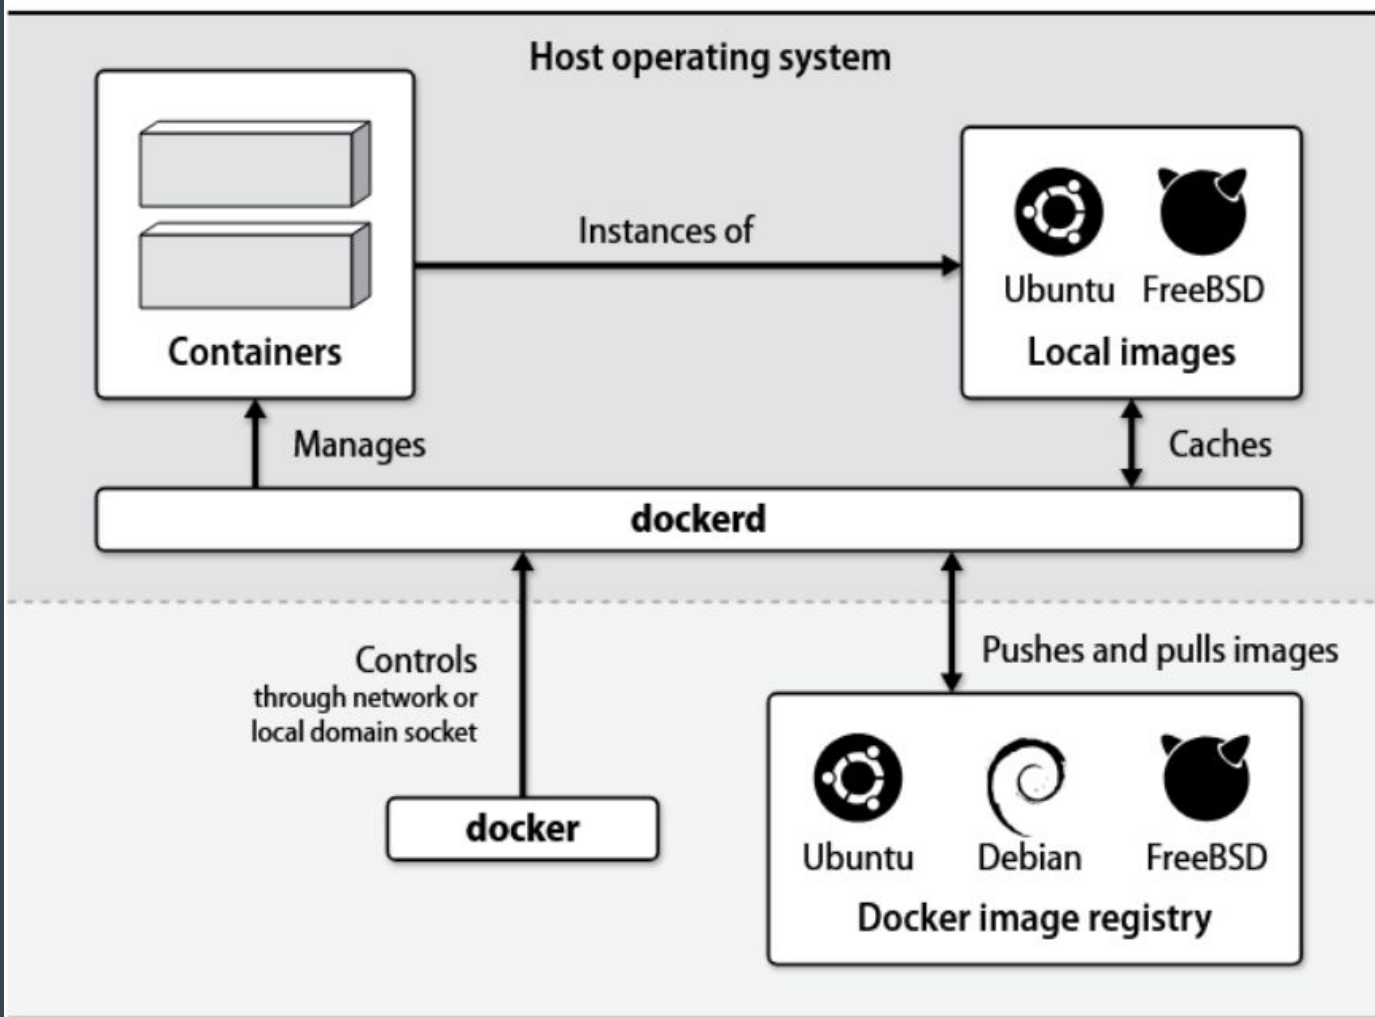 Host operating system
Instances of
Ubuntu FreeBSD
Containers
Local images
Manages
Caches
dockerd
Controls
through network or
local domain socket
Pushes and pulls images
docker
Ubuntu Debian FreeBSD
Docker image registry